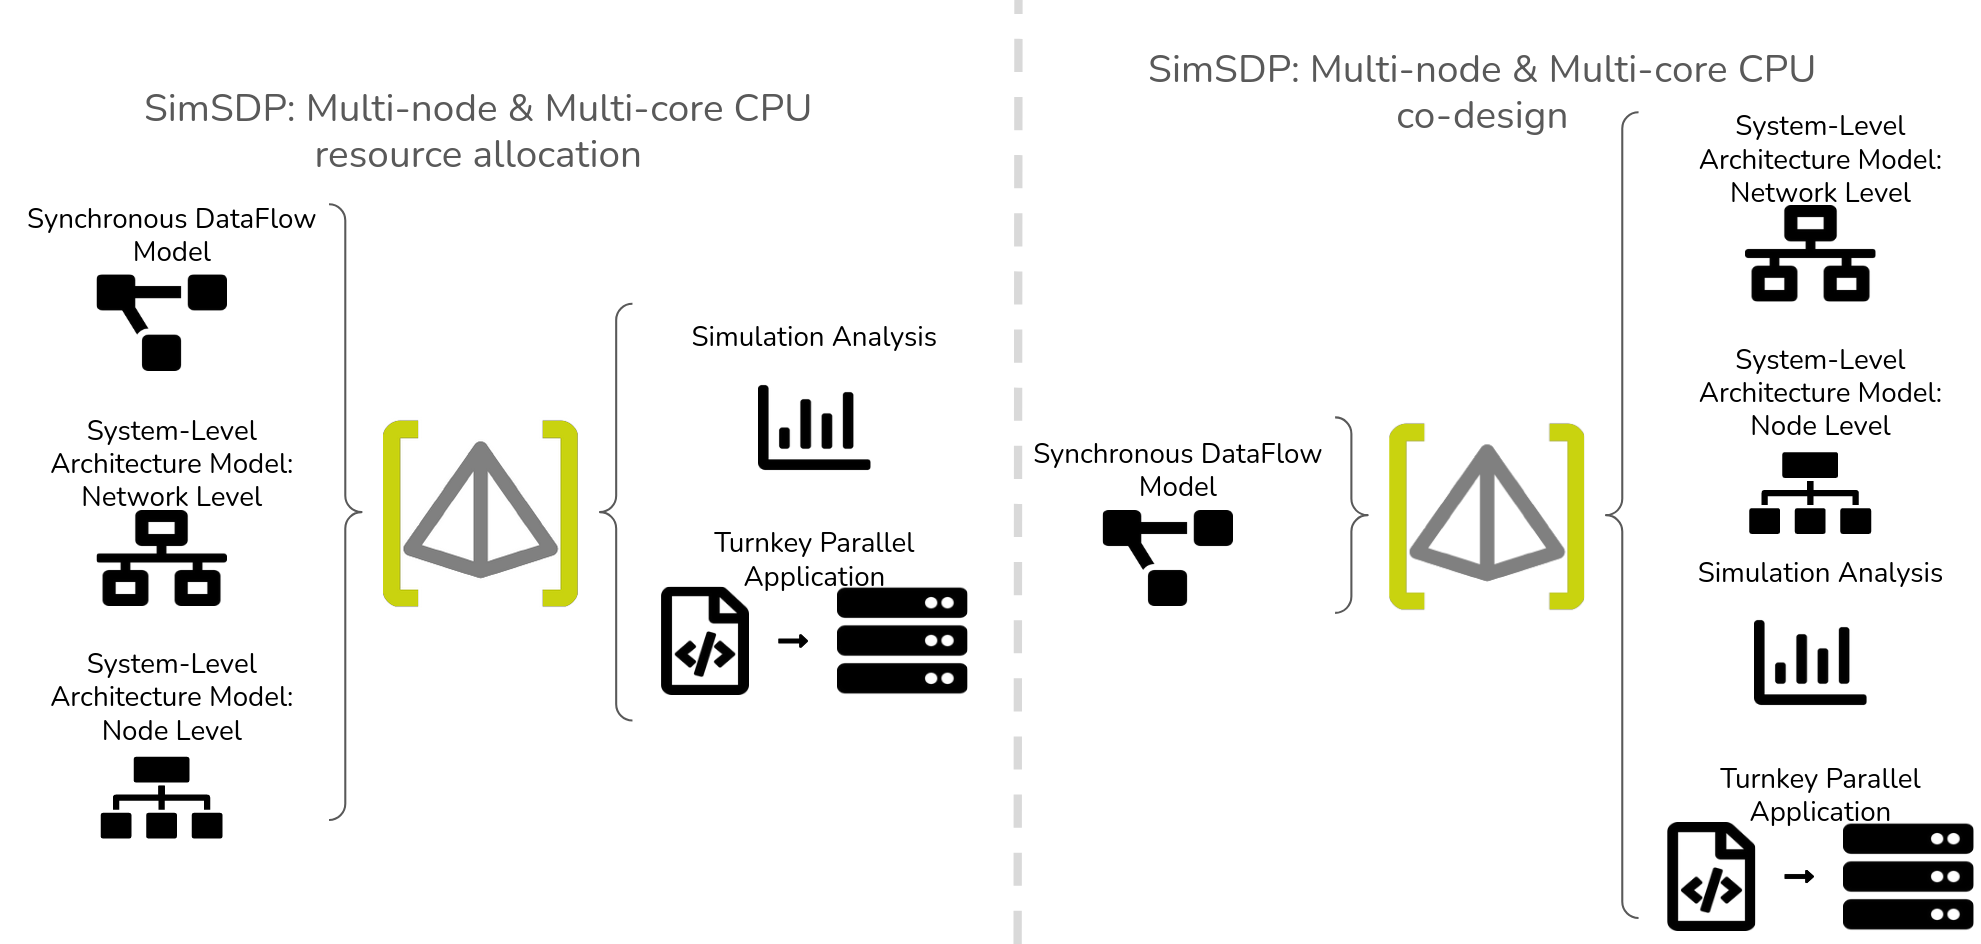 SimSDP: Multi-node & Multi-core CPU
resource allocation
Synchronous DataFlow
Model
System-Level
Architecture Model:
Network Level
System-Level
Architecture Model:
Node Level
Simulation Analysis
Turnkey Parallel
Application
</>
SimSDP: Multi-node & Multi-core CPU
co-design
Synchronous DataFlow
Model
System-Level
Architecture Model:
Network Level
System-Level
Architecture Model:
Node Level
Simulation Analysis
Turnkey Parallel
Application
</>